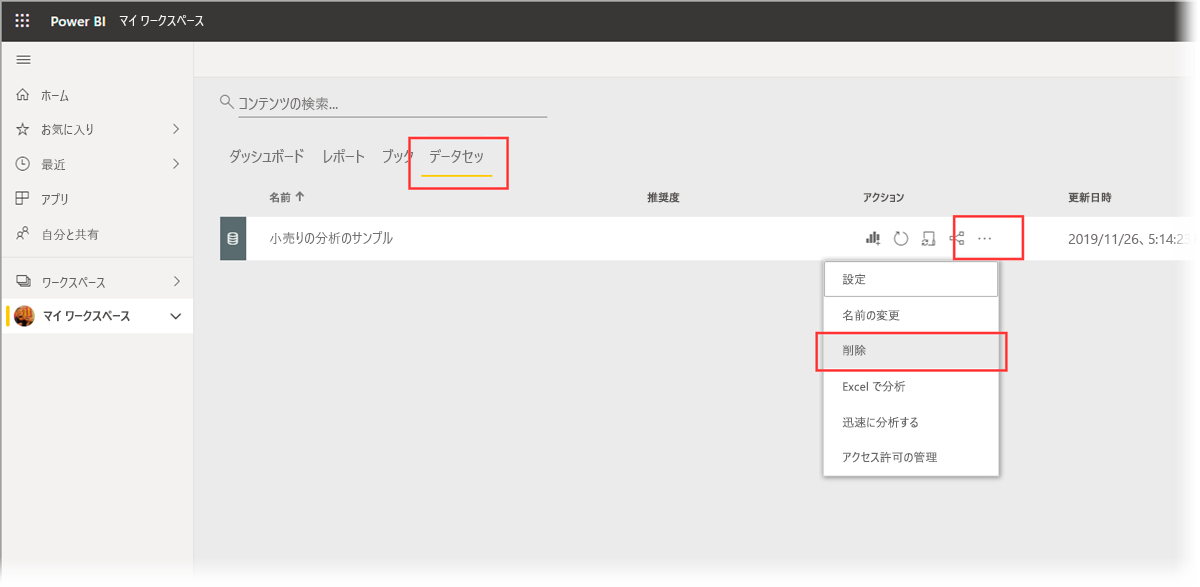 Power BI マイ ワークスペース
ホーム
お気に入り
最近
アプリ
自分と共有
ワークスペース
マイ ワークスペース
コンテンツの検索...
ダッシュボード レポート ブック データセッ
名前 推奨度 アクション 更新日時
小売りの分析のサンプル 2019/11/26、5:14:23
設定
名前の変更
削除
Excel で分析
迅速に分析する
アクセス許可の管理